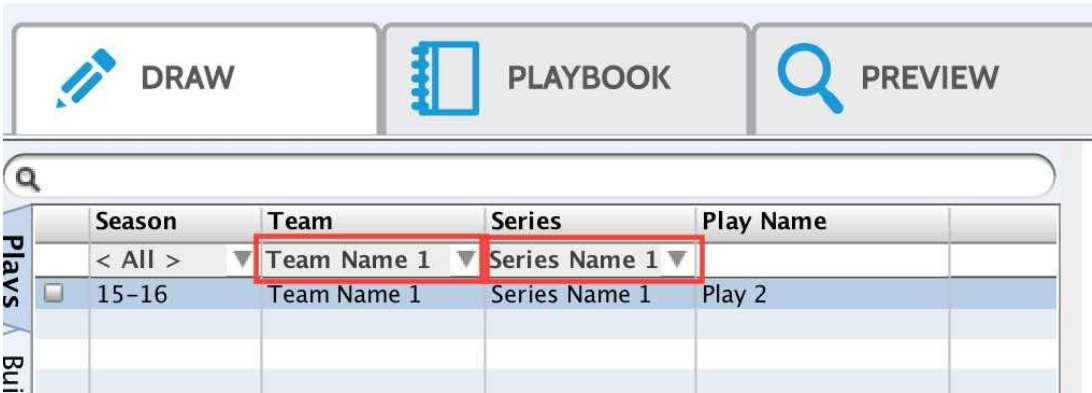 DRAW PLAYBOOK PREVIEW
Season Team Series Play Name
< All > Team Name 1 Series Name 1
15-16 Team Name 1 Series Name 1 Play 2
Plays
Bui